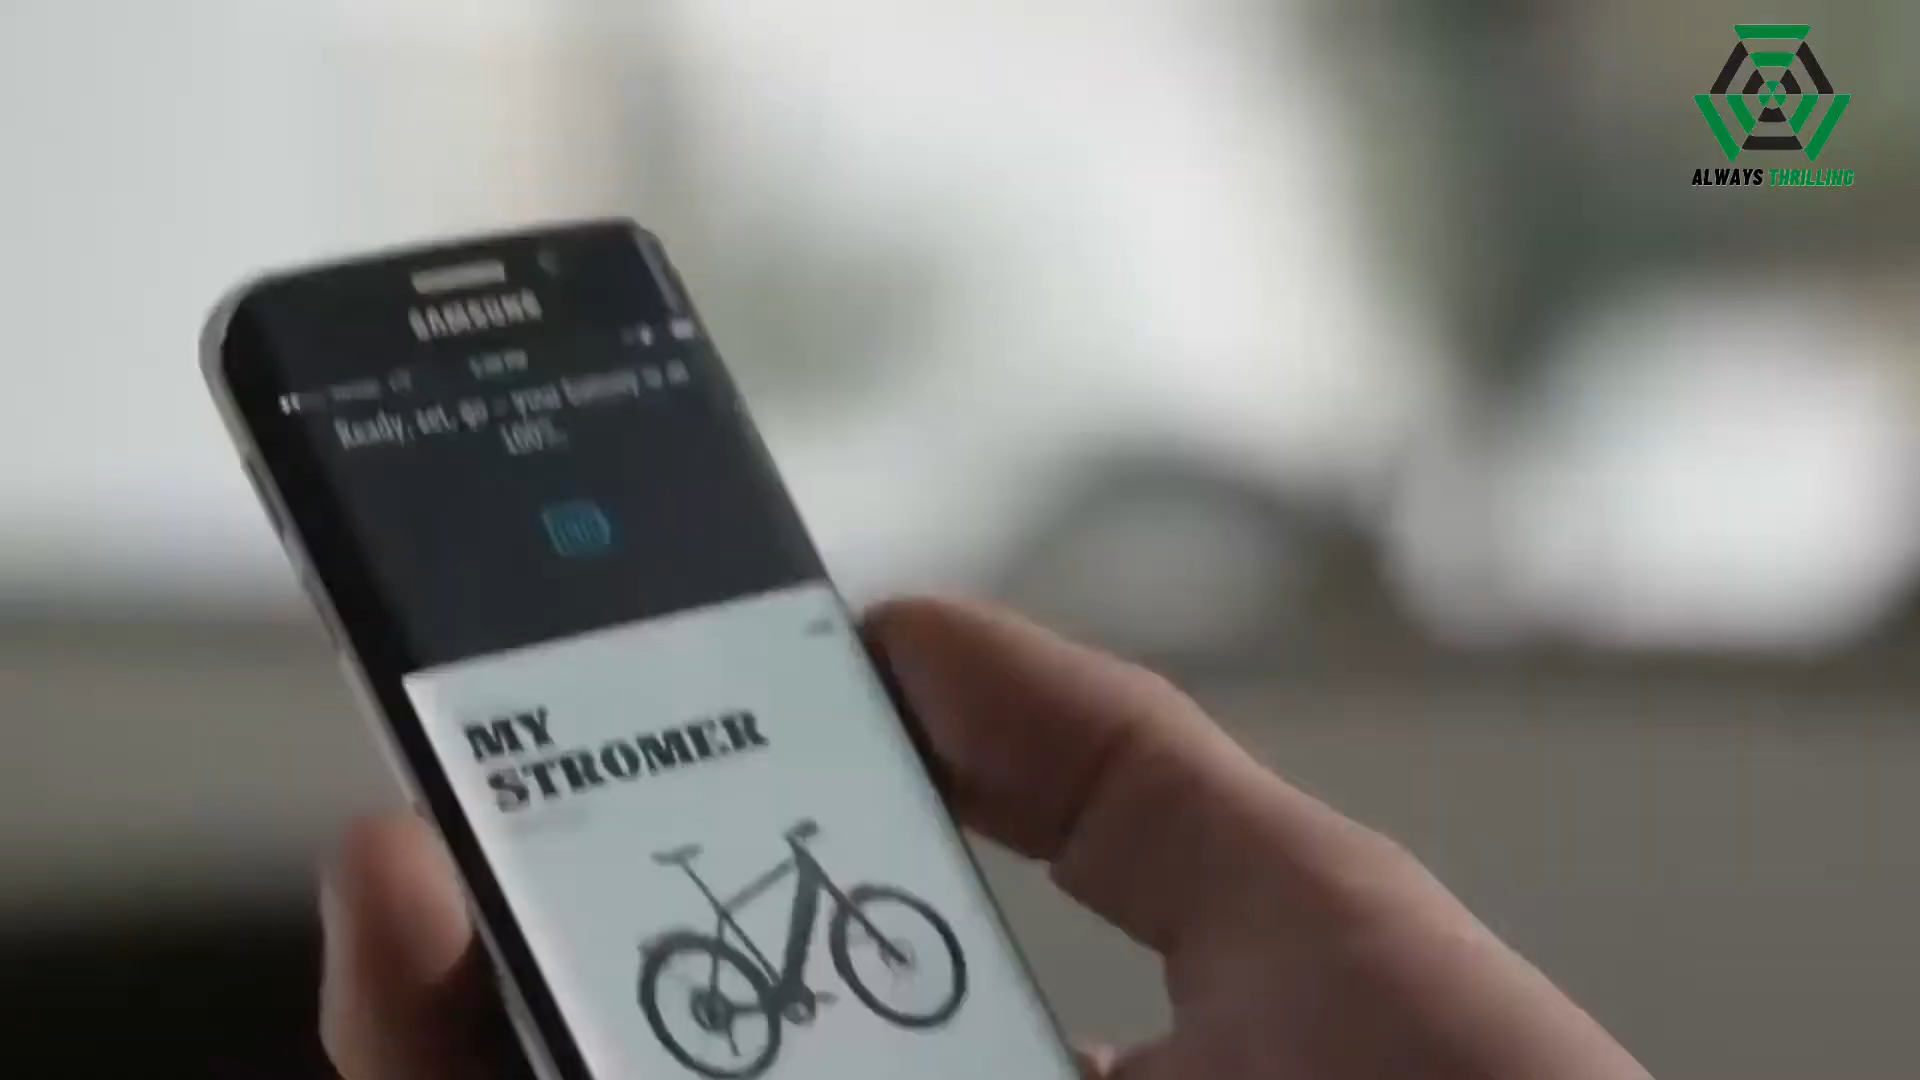 ALWAYS THRILLING
SAMSUNG
Ready, set, go - your battery is at
100%.
MY
STROMER